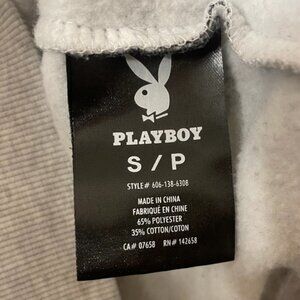 PLAYBOY
S / P
STYLE# 606-138-6308
MADE IN CHINA
FABRIQUÉ EN CHINE
65% POLYESTER
35% COTTON/COTON
CA# 07658 RN# 142658